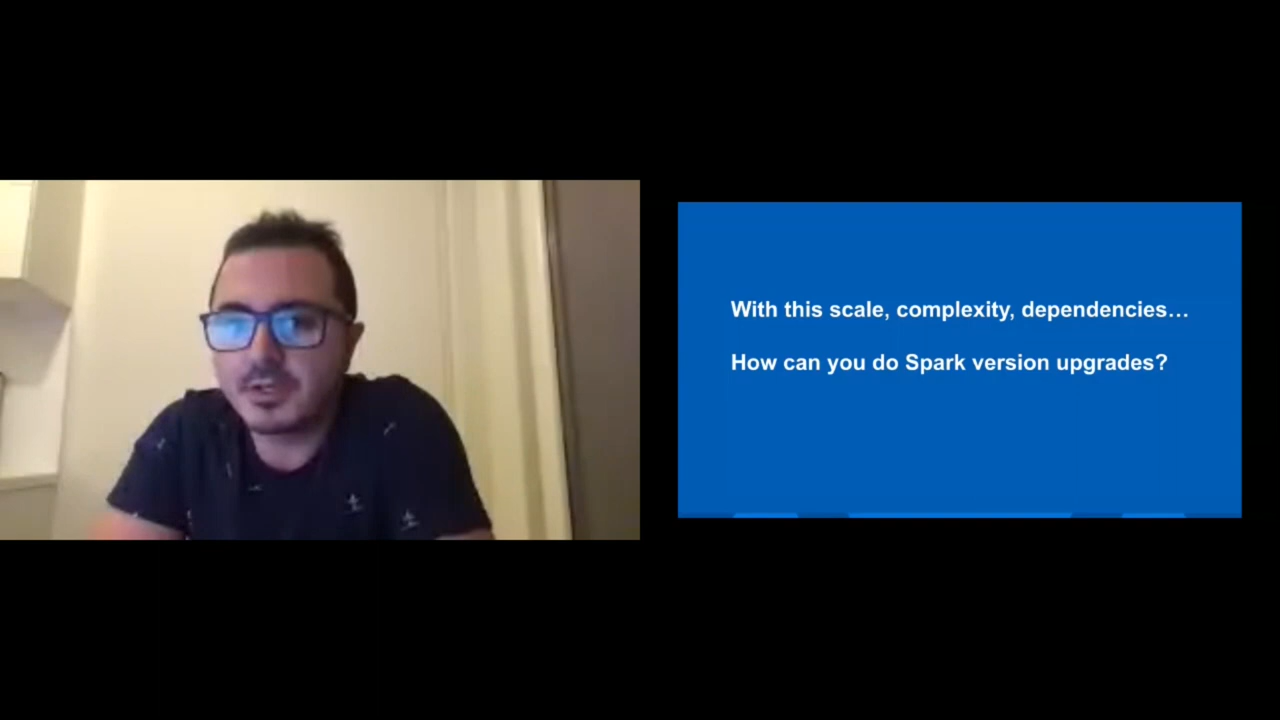 With this scale, complexity, dependencies…
How can you do Spark version upgrades?